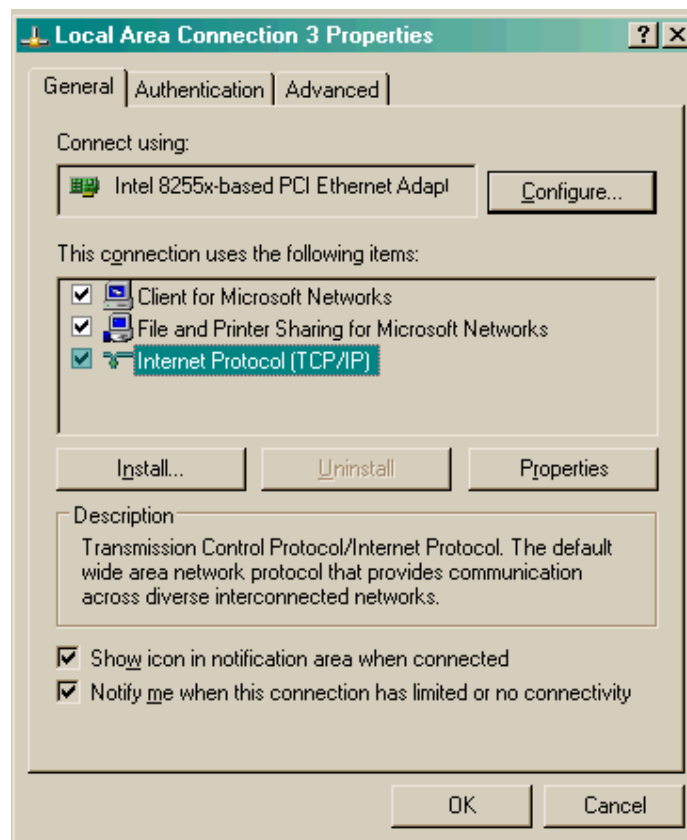 Local Area Connection 3 Properties
General
Authentication
Advanced
Connect using:
Intel 8255x-based PCI Ethernet Adapt
Configure...
This connection uses the following items:
Client for Microsoft Networks
File and Printer Sharing for Microsoft Networks
Internet Protocol (TCP/IP)
Install...
Uninstall
Properties
Description
Transmission Control Protocol/Internet Protocol. The default
wide area network protocol that provides communication
across diverse interconnected networks.
Show icon in notification area when connected
Notify me when this connection has limited or no connectivity
OK
Cancel